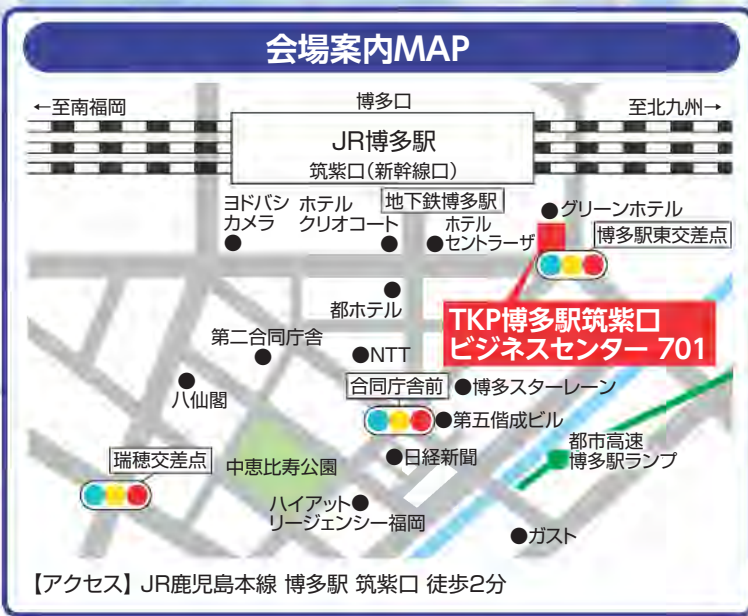 会場案内MAP
←至南福岡
博多口
至北九州→
JR博多駅
筑紫口(新幹線口)
地下鉄博多駅
ヨドバシ
カメラ
ホテル
クリオコート
ホテル
セントラーザ
グリーンホテル
博多駅東交差点
都ホテル
TKP博多駅筑紫口
ビジネスセンター 701
第二合同庁舎
NTT
八仙閣
合同庁舎前
博多スターレーン
第五偕成ビル
瑞穂交差点
中恵比寿公園
日経新聞
都市高速
博多駅ランプ
ハイアット
リージェンシー福岡
ガスト
【アクセス】JR鹿児島本線 博多駅 筑紫口 徒歩2分